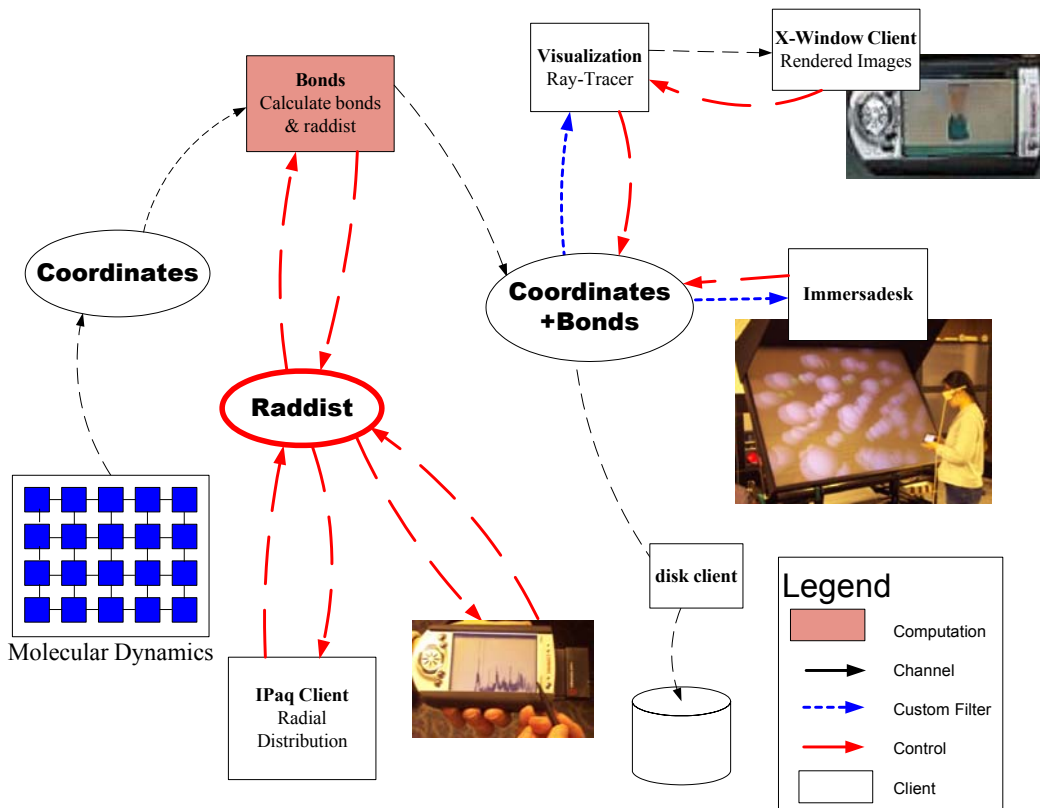 Visualization
Ray-Tracer
X-Window Client
Rendered Images
Bonds
Calculate bonds
& raddist
Coordinates
Coordinates
+Bonds
Immersadesk
Raddist
Molecular Dynamics
IPaq Client
Radial
Distribution
disk client
Legend
Computation
Channel
Custom Filter
Control
Client